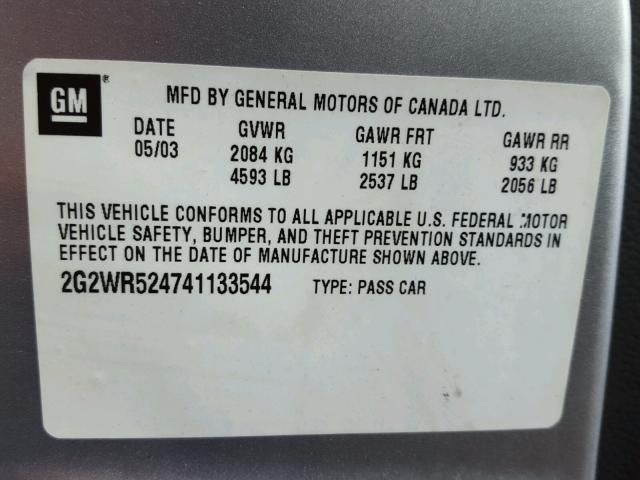 GM®
MFD BY GENERAL MOTORS OF CANADA LTD.
DATE GVWR GAWR FRT GAWR RR
05/03 2084 KG 1151 KG 933 KG
4593 LB 2537 LB 2056 LB
THIS VEHICLE CONFORMS TO ALL APPLICABLE U.S. FEDERAL MOTOR
VEHICLE SAFETY, BUMPER, AND THEFT PREVENTION STANDARDS IN
EFFECT ON THE DATE OF MANUFACTURE SHOWN ABOVE.
2G2WR524741133544 TYPE: PASS CAR